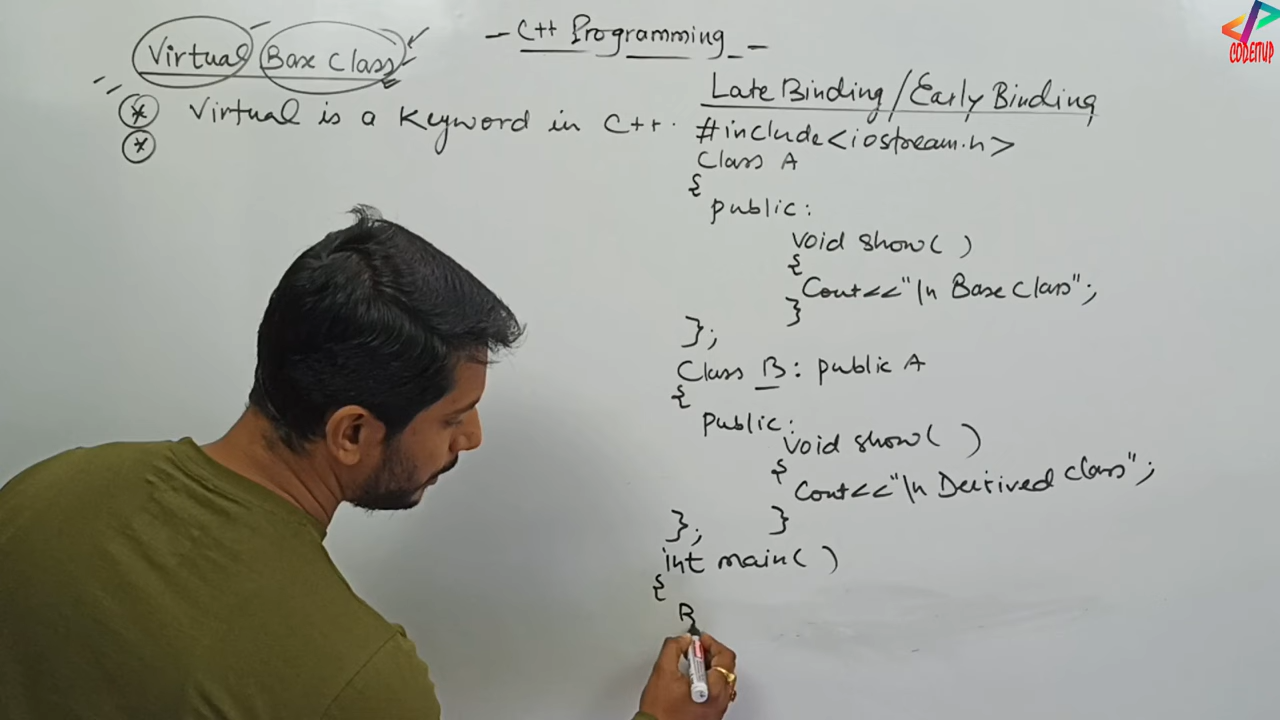 - C++ Programming -
Virtual Base Class
* Virtual is a Keyword in C++.
*
Late Binding / Early Binding
#include<iostream.h>
Class A
{
public:
void show( )
{
Cout<<"\n Base Class";
}
};
Class B : public A
{
Public:
void show( )
{
Cout<<"\n Derived Class";
}
};
int main( )
{
B
CODEITUP